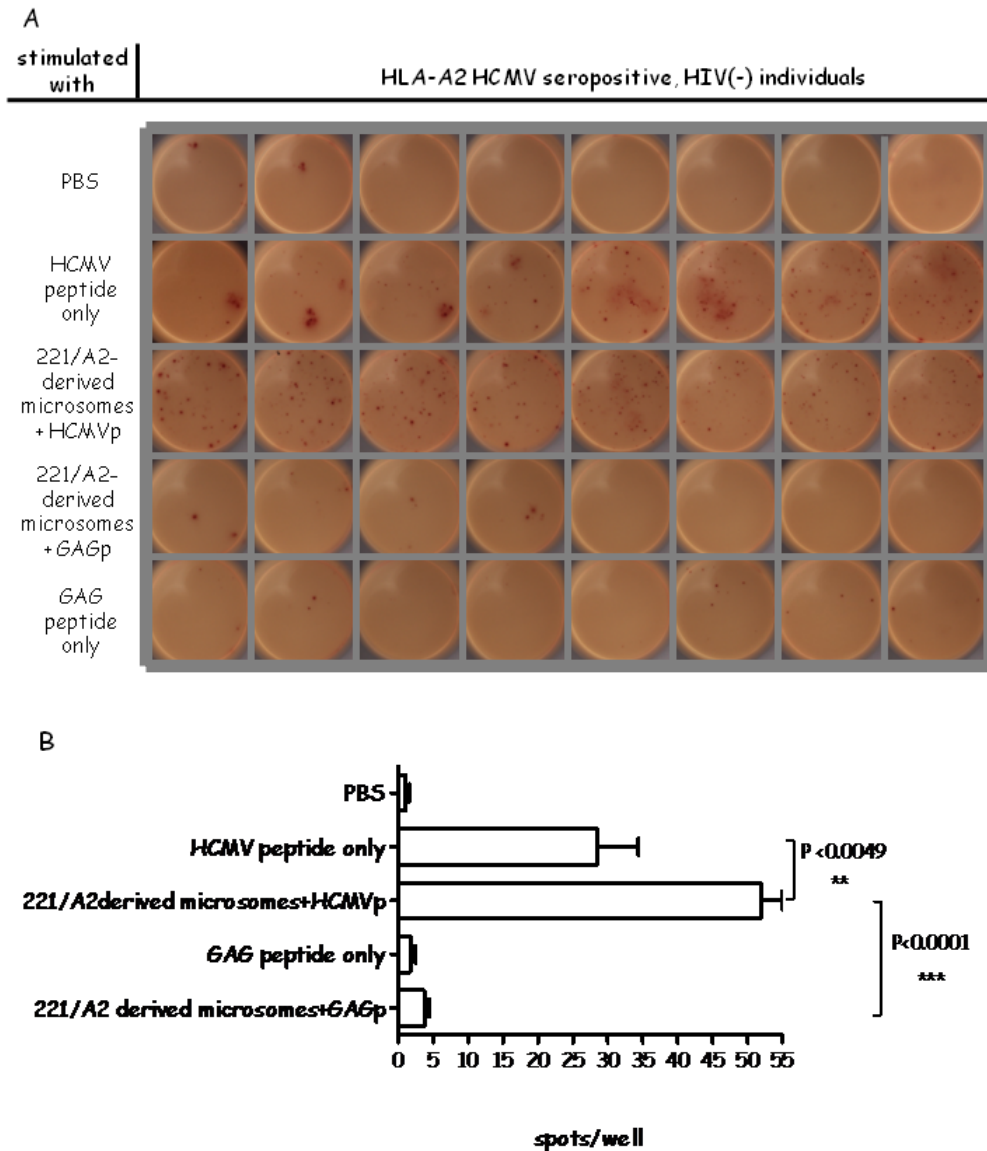 A
stimulated
with
HLA-A2 HCMV seropositive, HIV(-) individuals
PBS
HCMV
peptide
only
221/A2-
derived
microsomes
+ HCMVp
221/A2-
derived
microsomes
+GAGp
GAG
peptide
only
B
PBS
HCMV peptide only
221/A2derived microsomes+HCMVp
GAG peptide only
221/A2 derived microsomes+GAGp
P <0.0049
**
P<0.0001
***
0 5 10 15 20 25 30 35 40 45 50 55
spots/well